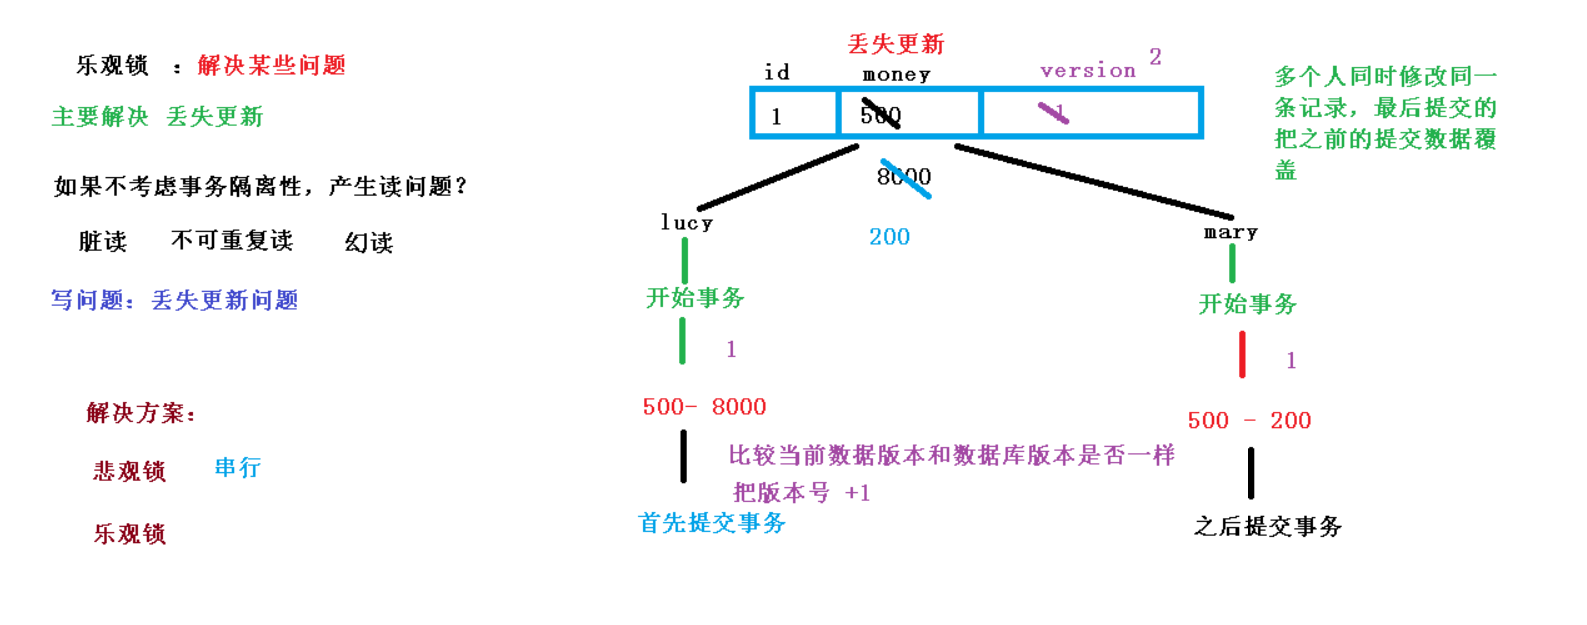 乐观锁 ：解决某些问题
主要解决 丢失更新
如果不考虑事务隔离性，产生读问题？
脏读 不可重复读 幻读
写问题：丢失更新问题
解决方案：
悲观锁 串行
乐观锁
丢失更新
id money version 2
1 500 1
8000
200
lucy
开始事务
1
500- 8000
比较当前数据版本和数据库版本是否一样
把版本号 +1
首先提交事务
mary
开始事务
1
500 - 200
之后提交事务
多个人同时修改同一
条记录，最后提交的
把之前的提交数据覆
盖